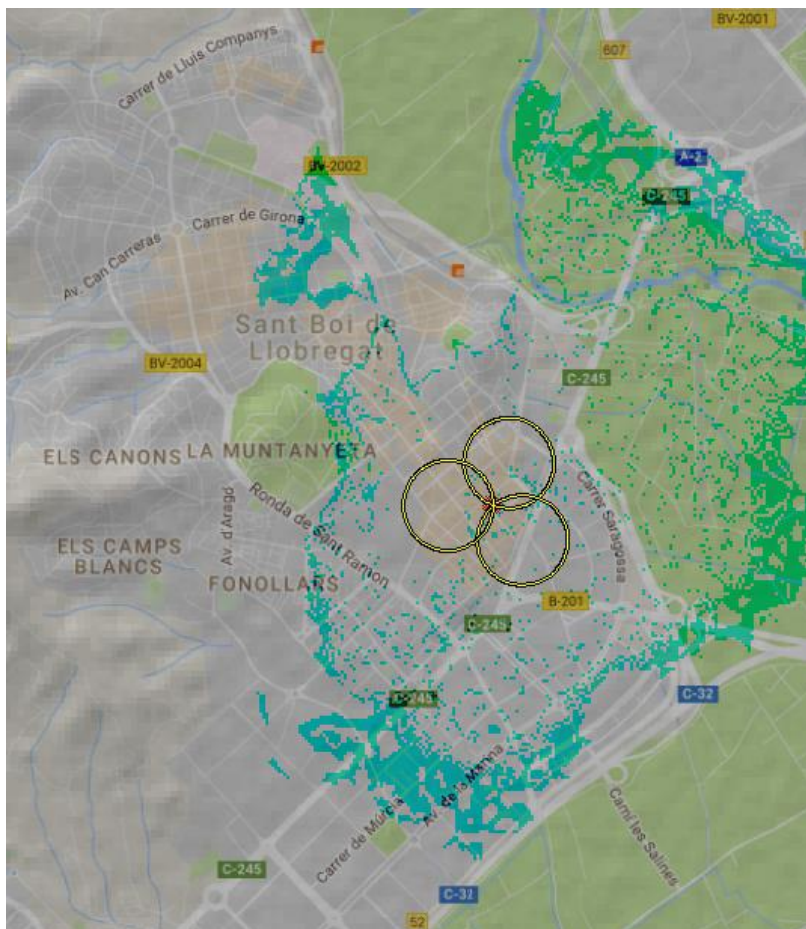 BV-2001
607
Carrer de Lluís Companys
A-2
BV-2002
C-245
Carrer de Girona
Av. Can Carreras
Sant Boi de
Llobregat
BV-2004
C-245
ELS CANONS
LA MUNTANYETA
Carrer Saragossa
Ronda de Sant Ramon
Av. d'Aragó
ELS CAMPS
BLANCS
FONOLLARS
B-201
C-245
C-245
C-32
Av. de la Marina
Carrer de Múrcia
Camí les Salines
C-245
C-32
52